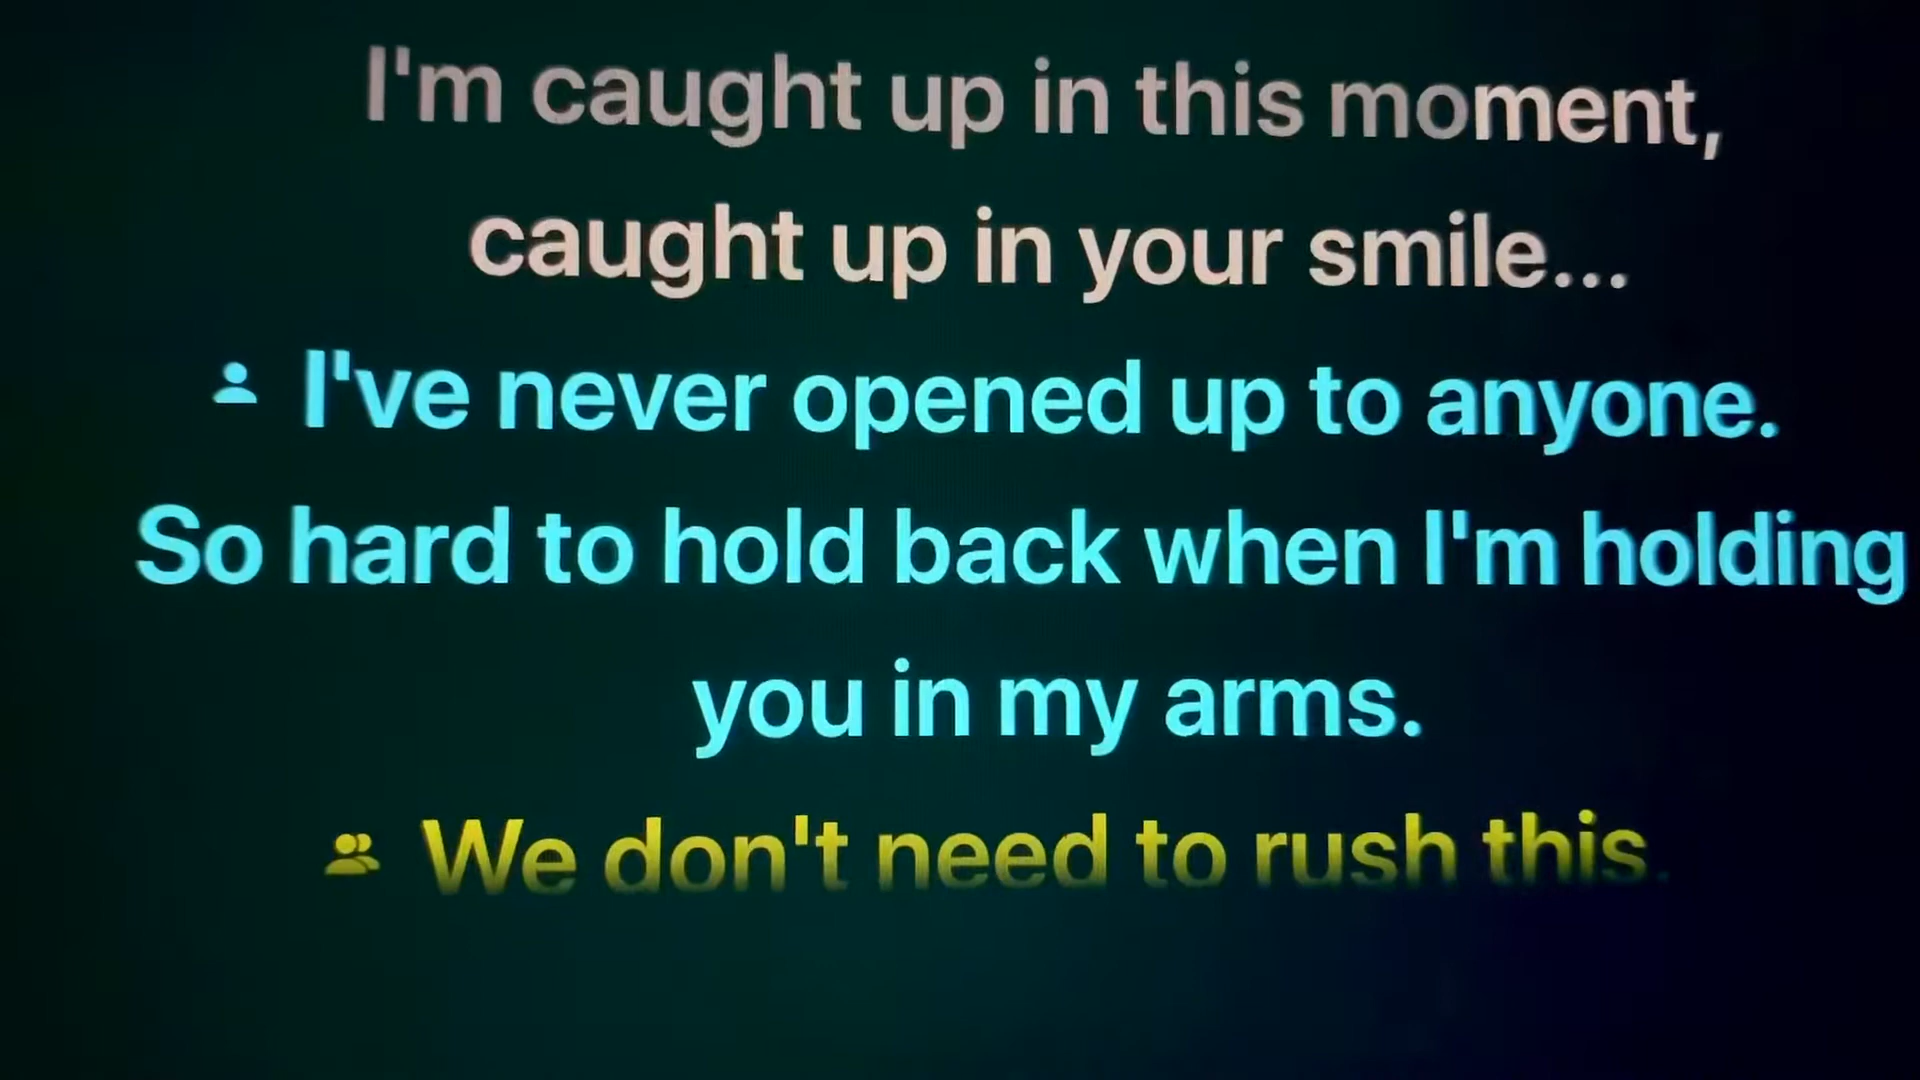 I'm caught up in this moment,
caught up in your smile...
I've never opened up to anyone.
So hard to hold back when I'm holding
you in my arms.
We don't need to rush this.